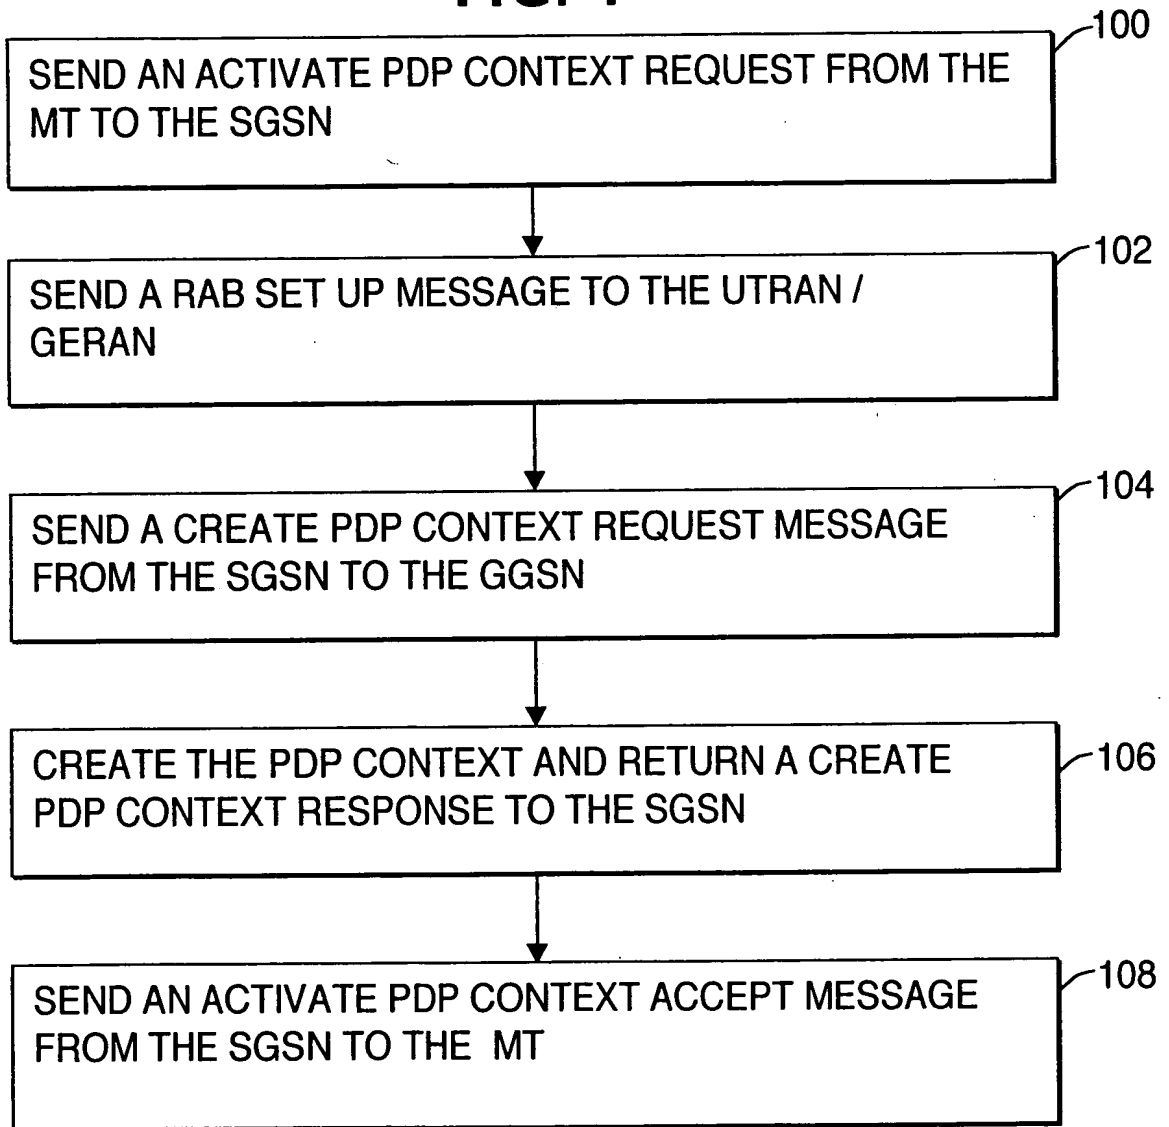 100
SEND AN ACTIVATE PDP CONTEXT REQUEST FROM THE
MT TO THE SGSN
102
SEND A RAB SET UP MESSAGE TO THE UTRAN /
GERAN
104
SEND A CREATE PDP CONTEXT REQUEST MESSAGE
FROM THE SGSN TO THE GGSN
106
CREATE THE PDP CONTEXT AND RETURN A CREATE
PDP CONTEXT RESPONSE TO THE SGSN
108
SEND AN ACTIVATE PDP CONTEXT ACCEPT MESSAGE
FROM THE SGSN TO THE MT